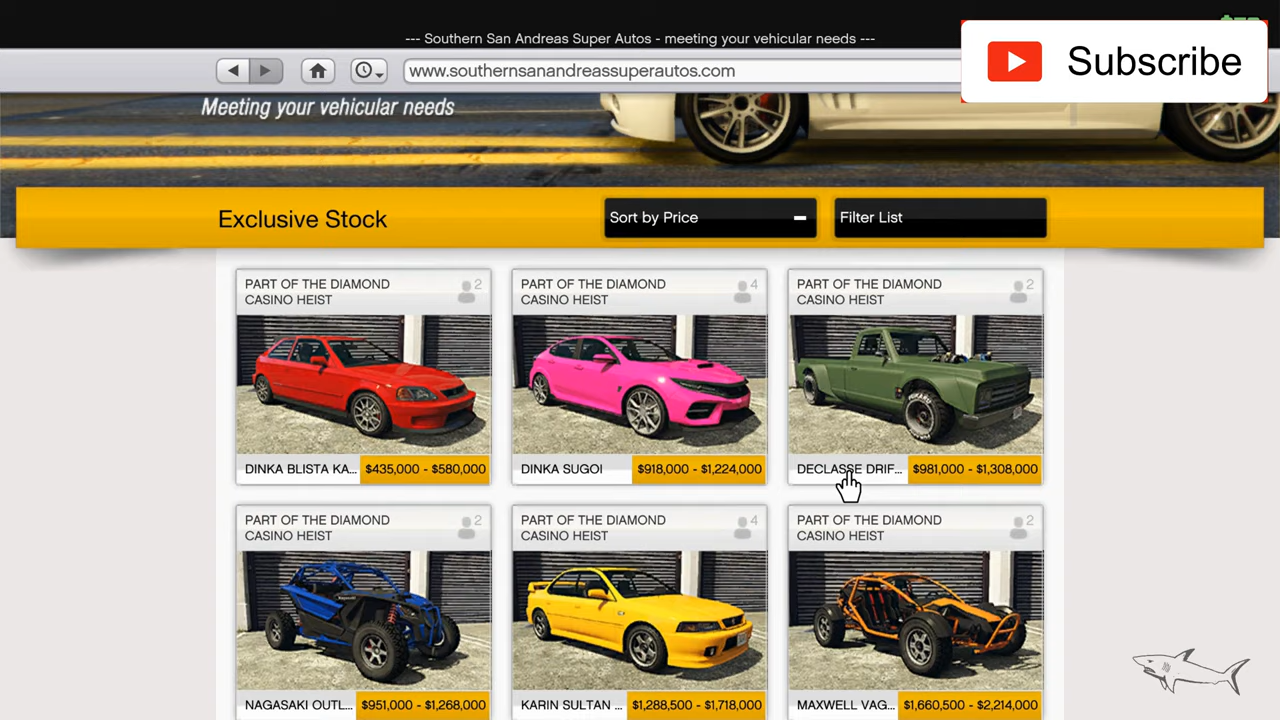 --- Southern San Andreas Super Autos - meeting your vehicular needs ---
Subscribe
www.southernsanandreassuperautos.com
Meeting your vehicular needs
Exclusive Stock
Sort by Price
Filter List
PART OF THE DIAMOND
CASINO HEIST
2
DINKA BLISTA KA...
$435,000 - $580,000
PART OF THE DIAMOND
CASINO HEIST
4
DINKA SUGOI
$918,000 - $1,224,000
PART OF THE DIAMOND
CASINO HEIST
2
DECLASSE DRIF...
$981,000 - $1,308,000
PART OF THE DIAMOND
CASINO HEIST
2
NAGASAKI OUTL...
$951,000 - $1,268,000
PART OF THE DIAMOND
CASINO HEIST
4
KARIN SULTAN ...
$1,288,500 - $1,718,000
PART OF THE DIAMOND
CASINO HEIST
2
MAXWELL VAG...
$1,660,500 - $2,214,000